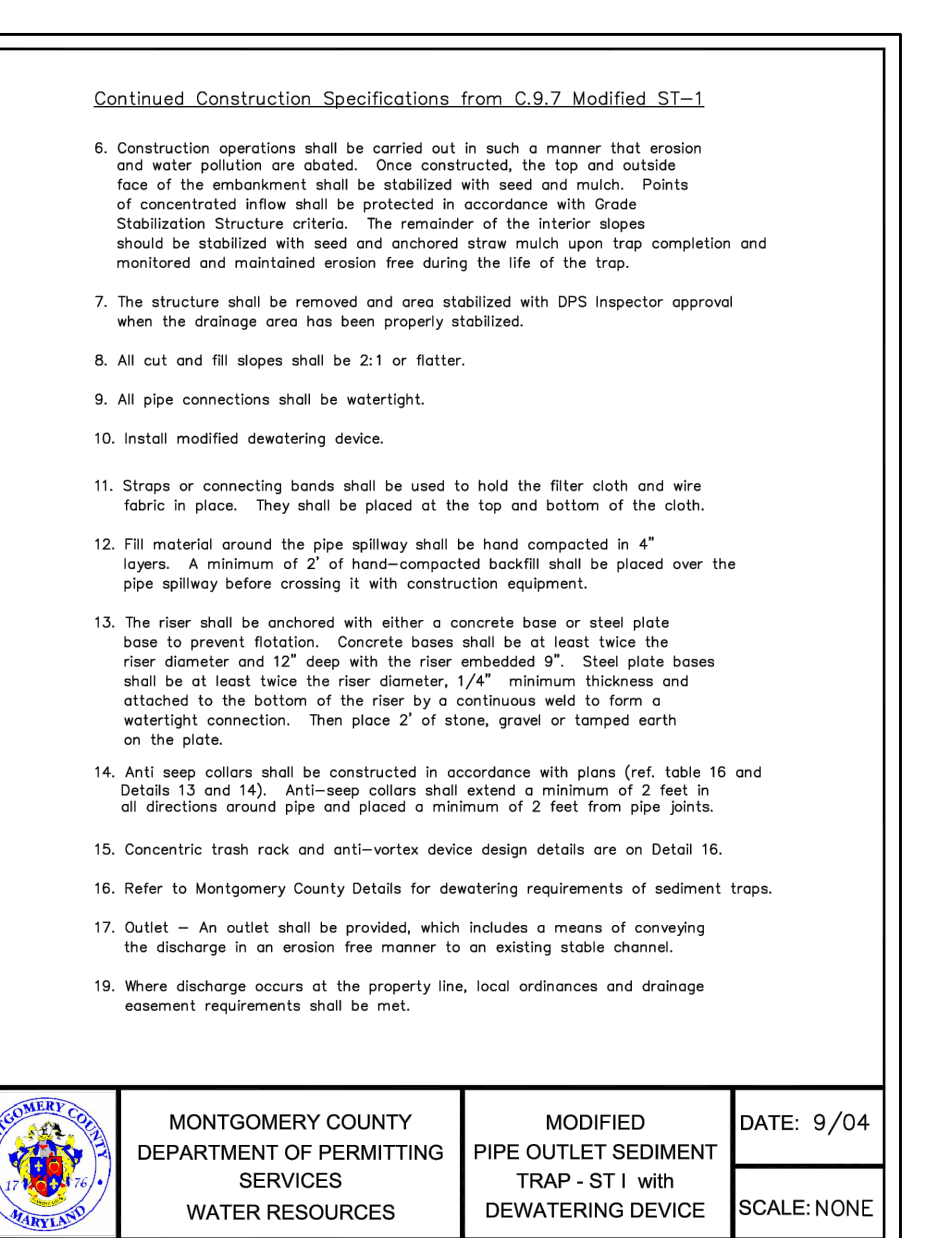 Continued Construction Specifications from C.9.7 Modified ST-1
6. Construction operations shall be carried out in such a manner that erosion
and water pollution are abated. Once constructed, the top and outside
face of the embankment shall be stabilized with seed and mulch. Points
of concentrated inflow shall be protected in accordance with Grade
Stabilization Structure criteria. The remainder of the interior slopes
should be stabilized with seed and anchored straw mulch upon trap completion and
monitored and maintained erosion free during the life of the trap.
7. The structure shall be removed and area stabilized with DPS Inspector approval
when the drainage area has been properly stabilized.
8. All cut and fill slopes shall be 2:1 or flatter.
9. All pipe connections shall be watertight.
10. Install modified dewatering device.
11. Straps or connecting bands shall be used to hold the filter cloth and wire
fabric in place. They shall be placed at the top and bottom of the cloth.
12. Fill material around the pipe spillway shall be hand compacted in 4"
layers. A minimum of 2' of hand-compacted backfill shall be placed over the
pipe spillway before crossing it with construction equipment.
13. The riser shall be anchored with either a concrete base or steel plate
base to prevent flotation. Concrete bases shall be at least twice the
riser diameter and 12" deep with the riser embedded 9". Steel plate bases
shall be at least twice the riser diameter, 1/4" minimum thickness and
attached to the bottom of the riser by a continuous weld to form a
watertight connection. Then place 2' of stone, gravel or tamped earth
on the plate.
14. Anti seep collars shall be constructed in accordance with plans (ref. table 16 and
Details 13 and 14). Anti-seep collars shall extend a minimum of 2 feet in
all directions around pipe and placed a minimum of 2 feet from pipe joints.
15. Concentric trash rack and anti-vortex device design details are on Detail 16.
16. Refer to Montgomery County Details for dewatering requirements of sediment traps.
17. Outlet - An outlet shall be provided, which includes a means of conveying
the discharge in an erosion free manner to an existing stable channel.
19. Where discharge occurs at the property line, local ordinances and drainage
easement requirements shall be met.
COUNTY
17 76
MARYLAND
MONTGOMERY COUNTY
DEPARTMENT OF PERMITTING
SERVICES
WATER RESOURCES
MODIFIED
PIPE OUTLET SEDIMENT
TRAP - ST I with
DEWATERING DEVICE
DATE: 9/04
SCALE: NONE